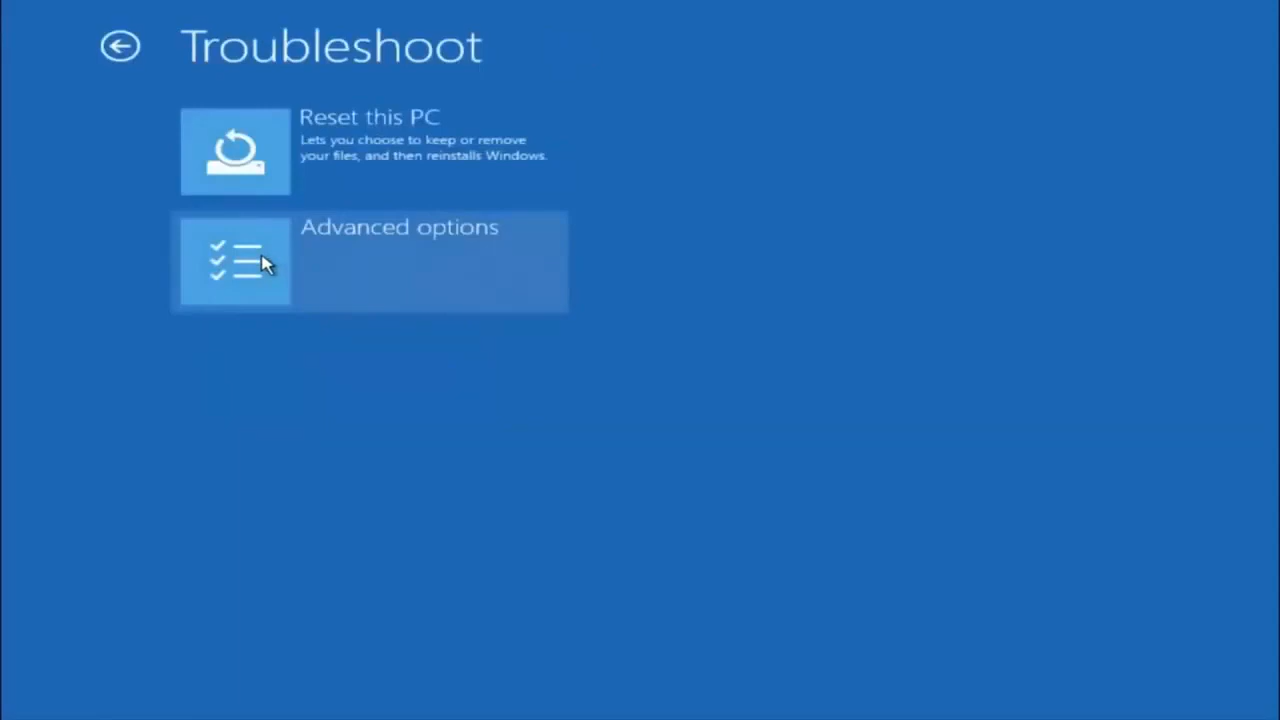 Troubleshoot
Reset this PC
Lets you choose to keep or remove
your files, and then reinstalls Windows.
Advanced options